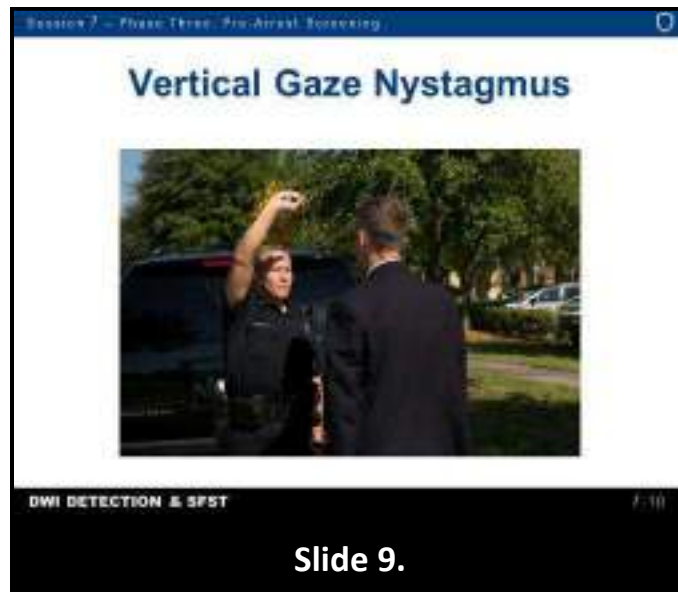 Session 7 – Phase Three: Pre-Arrest Screening
Vertical Gaze Nystagmus
DWI DETECTION & SFST
7-10
Slide 9.